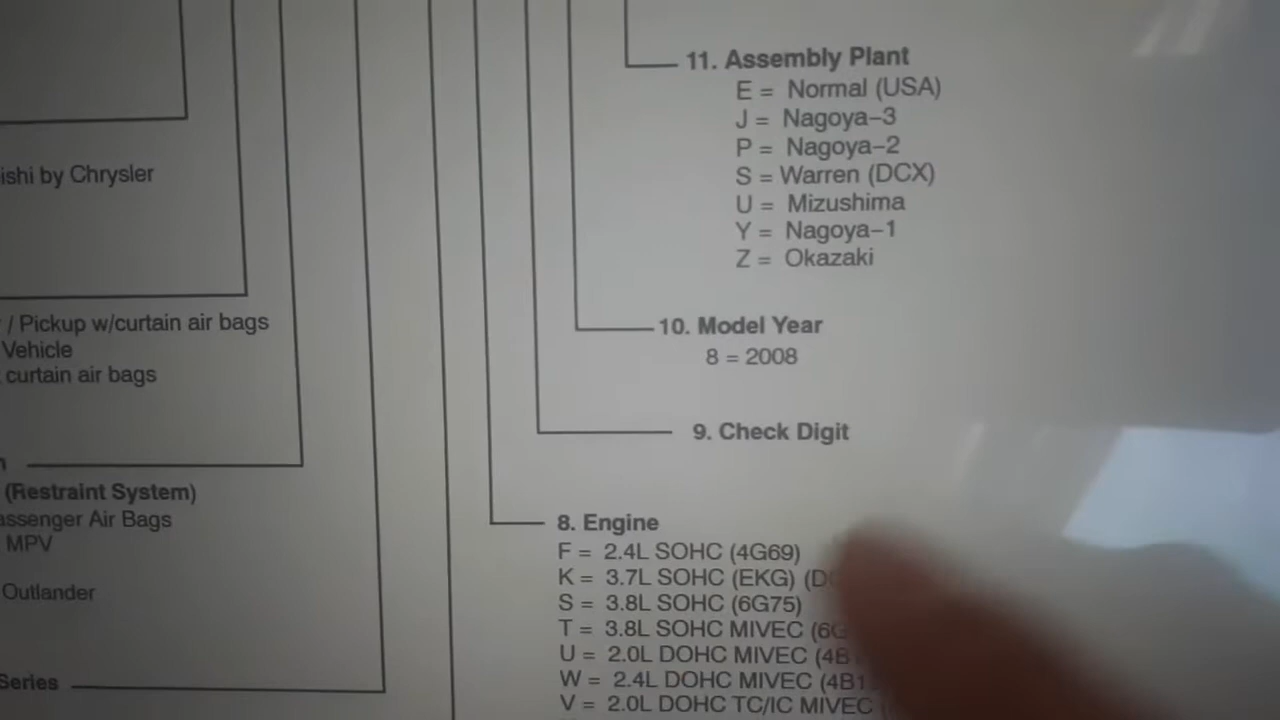 11. Assembly Plant
E = Normal (USA)
J = Nagoya–3
P = Nagoya–2
S = Warren (DCX)
U = Mizushima
Y = Nagoya–1
Z = Okazaki
by Chrysler
10. Model Year
8 = 2008
/ Pickup w/curtain air bags
Vehicle
curtain air bags
9. Check Digit
(Restraint System)
Air Bags
MPV
Outlander
Series
8. Engine
F = 2.4L SOHC (4G69)
K = 3.7L SOHC (EKG)
S = 3.8L SOHC (6G75)
T = 3.8L SOHC MIVEC
U = 2.0L DOHC MIVEC
W = 2.4L DOHC MIVEC
V = 2.0L DOHC TC/IC MIVEC